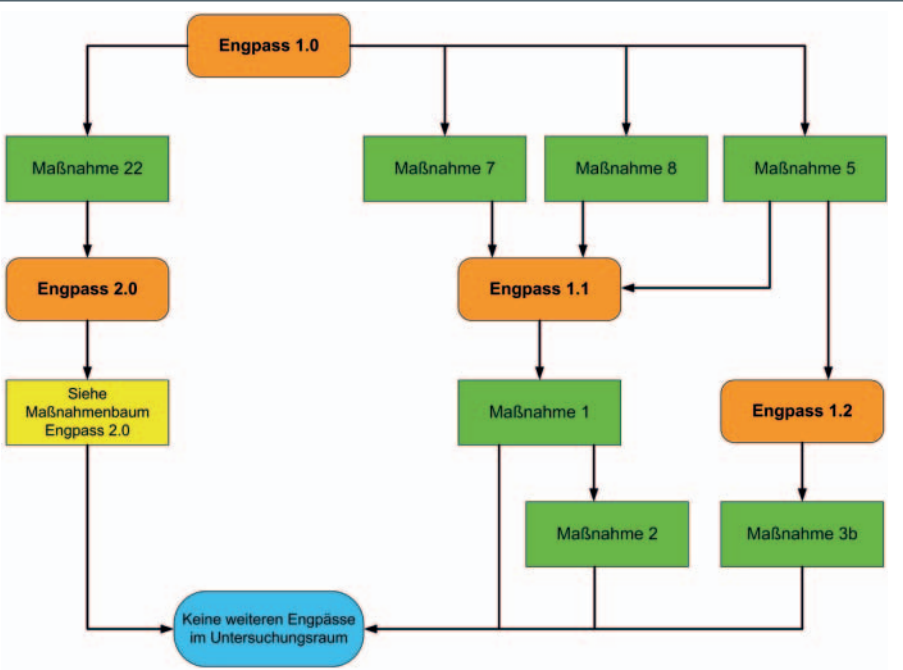 Engpass 1.0
Maßnahme 22
Maßnahme 7
Maßnahme 8
Maßnahme 5
Engpass 2.0
Engpass 1.1
Siehe
Maßnahmenbaum
Engpass 2.0
Maßnahme 1
Engpass 1.2
Maßnahme 2
Maßnahme 3b
Keine weiteren Engpässe
im Untersuchungsraum